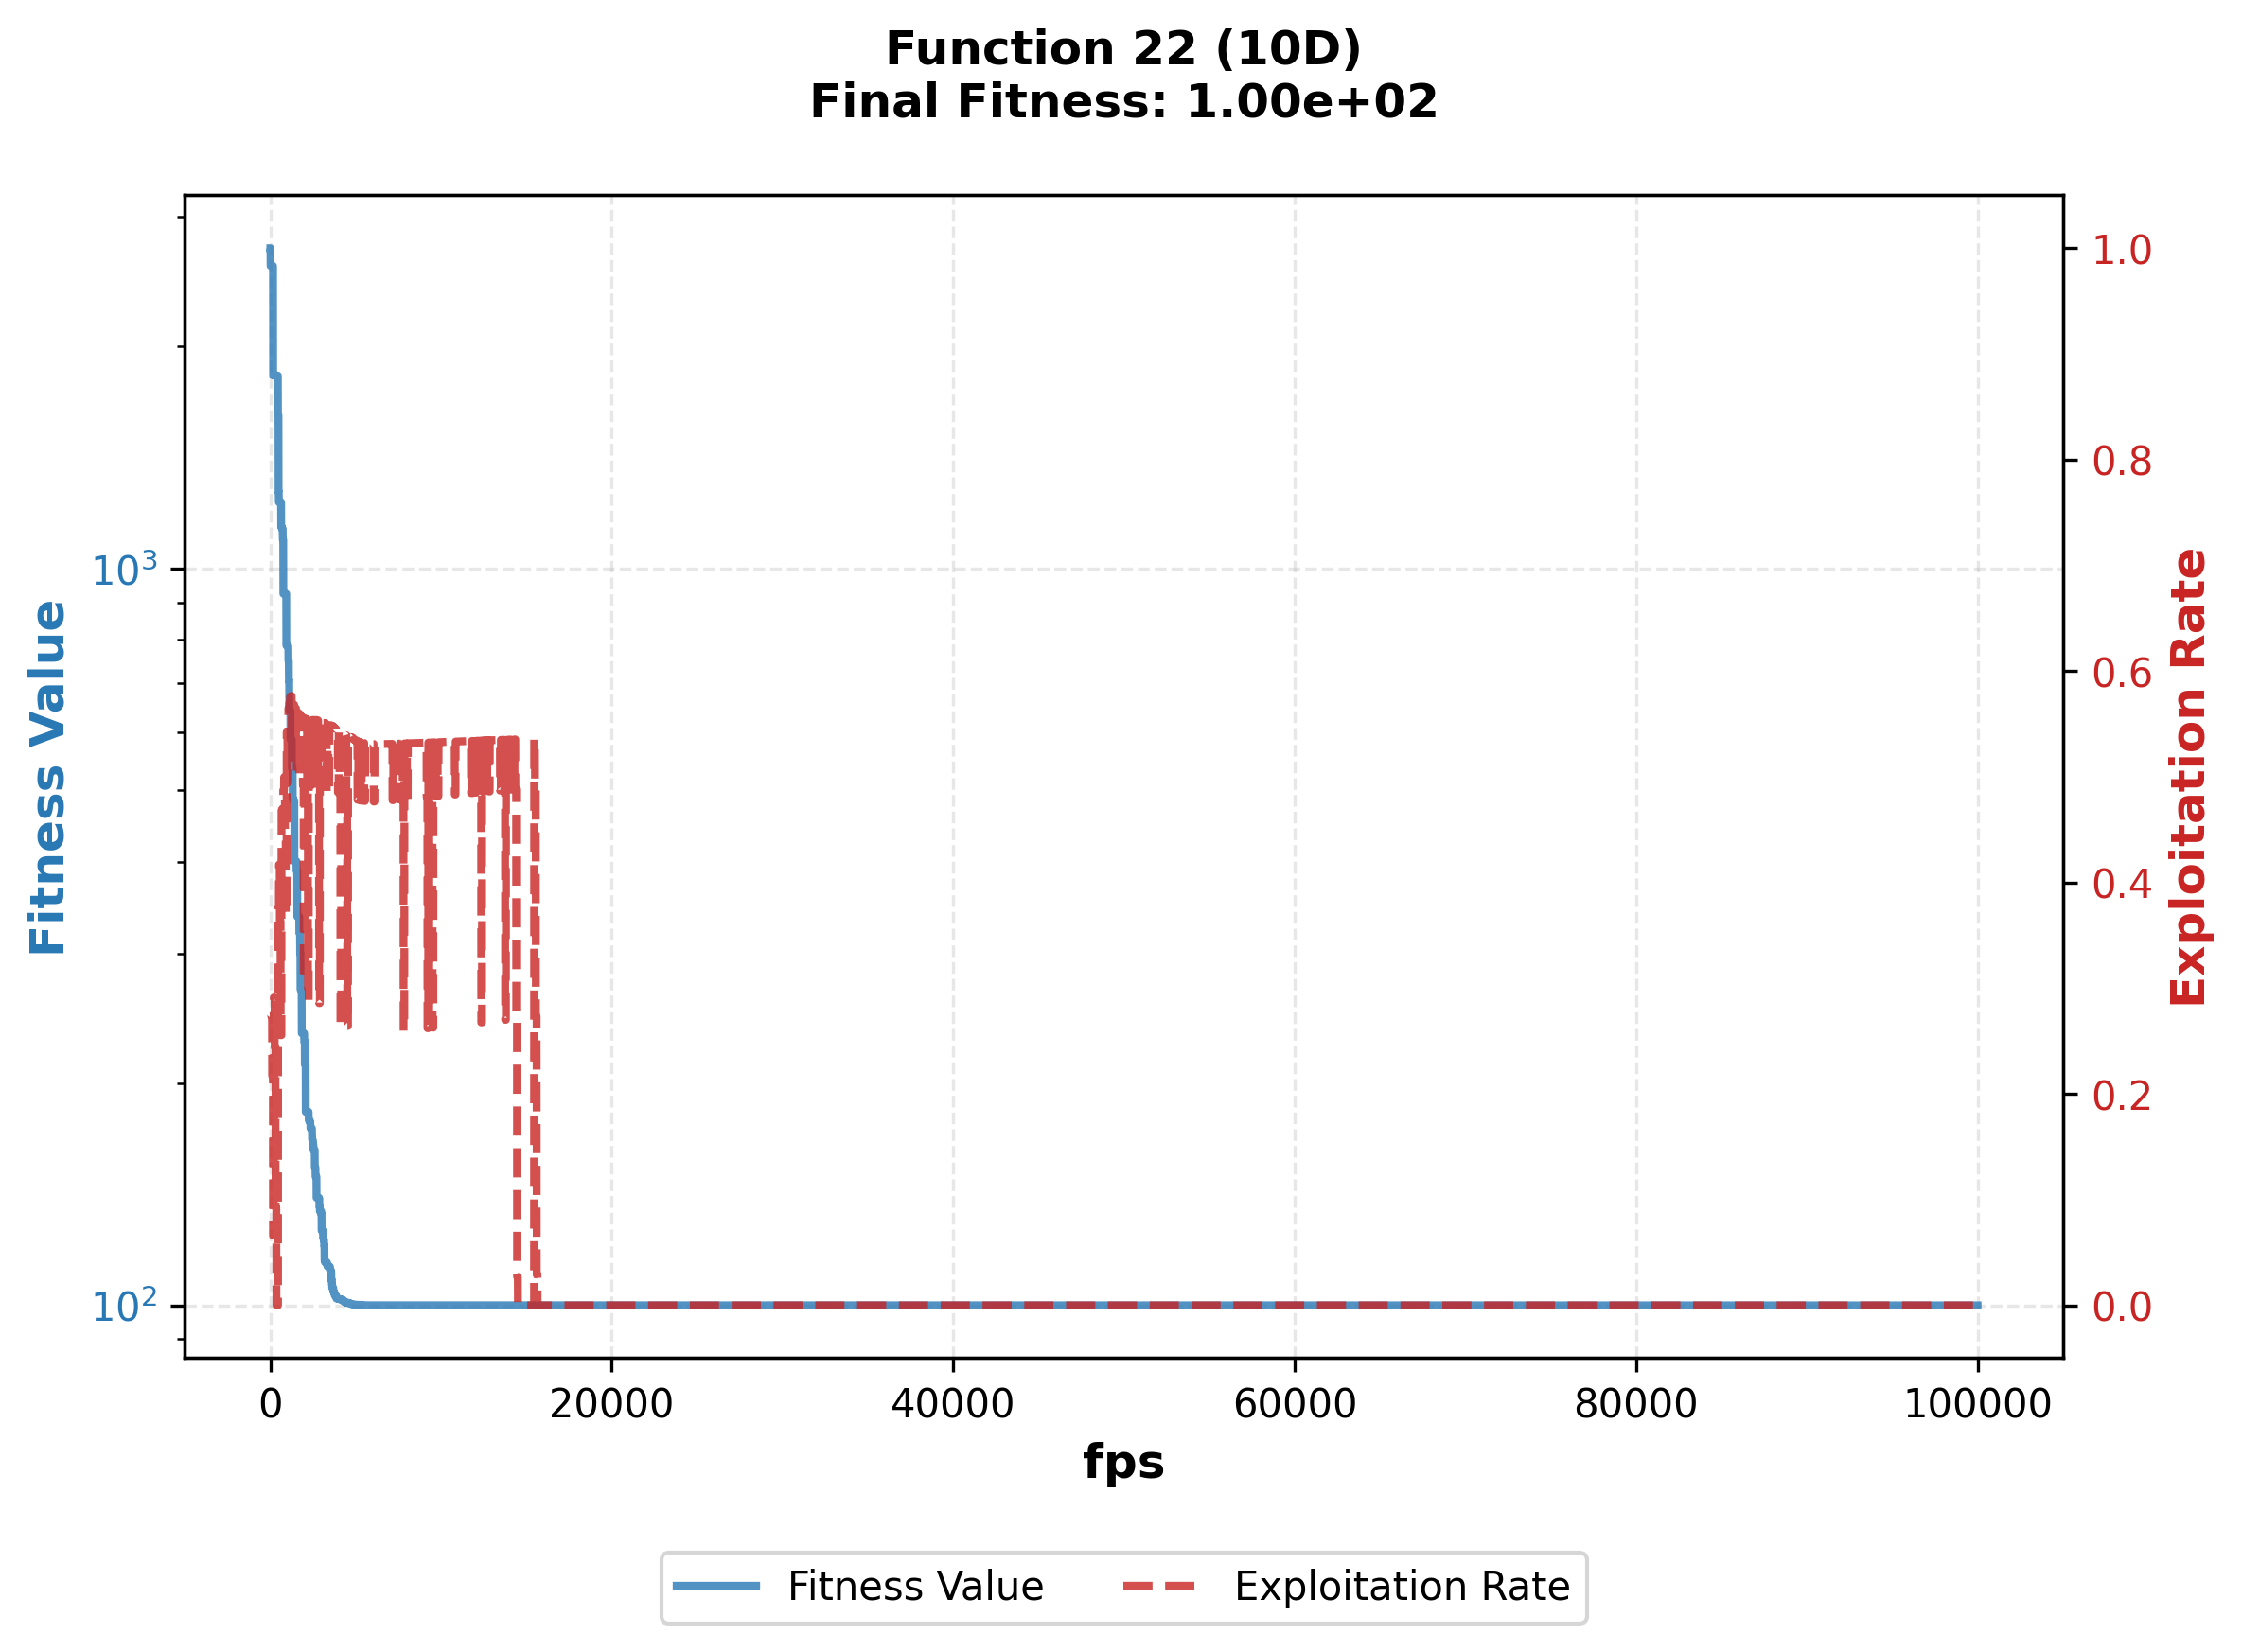 Function 22 (10D)
Final Fitness: 1.00e+02
Fitness Value
10³
10²
1.0
0.8
0.6
0.4
0.2
0.0
Exploitation Rate
0 20000 40000 60000 80000 100000
fps
Fitness Value Exploitation Rate